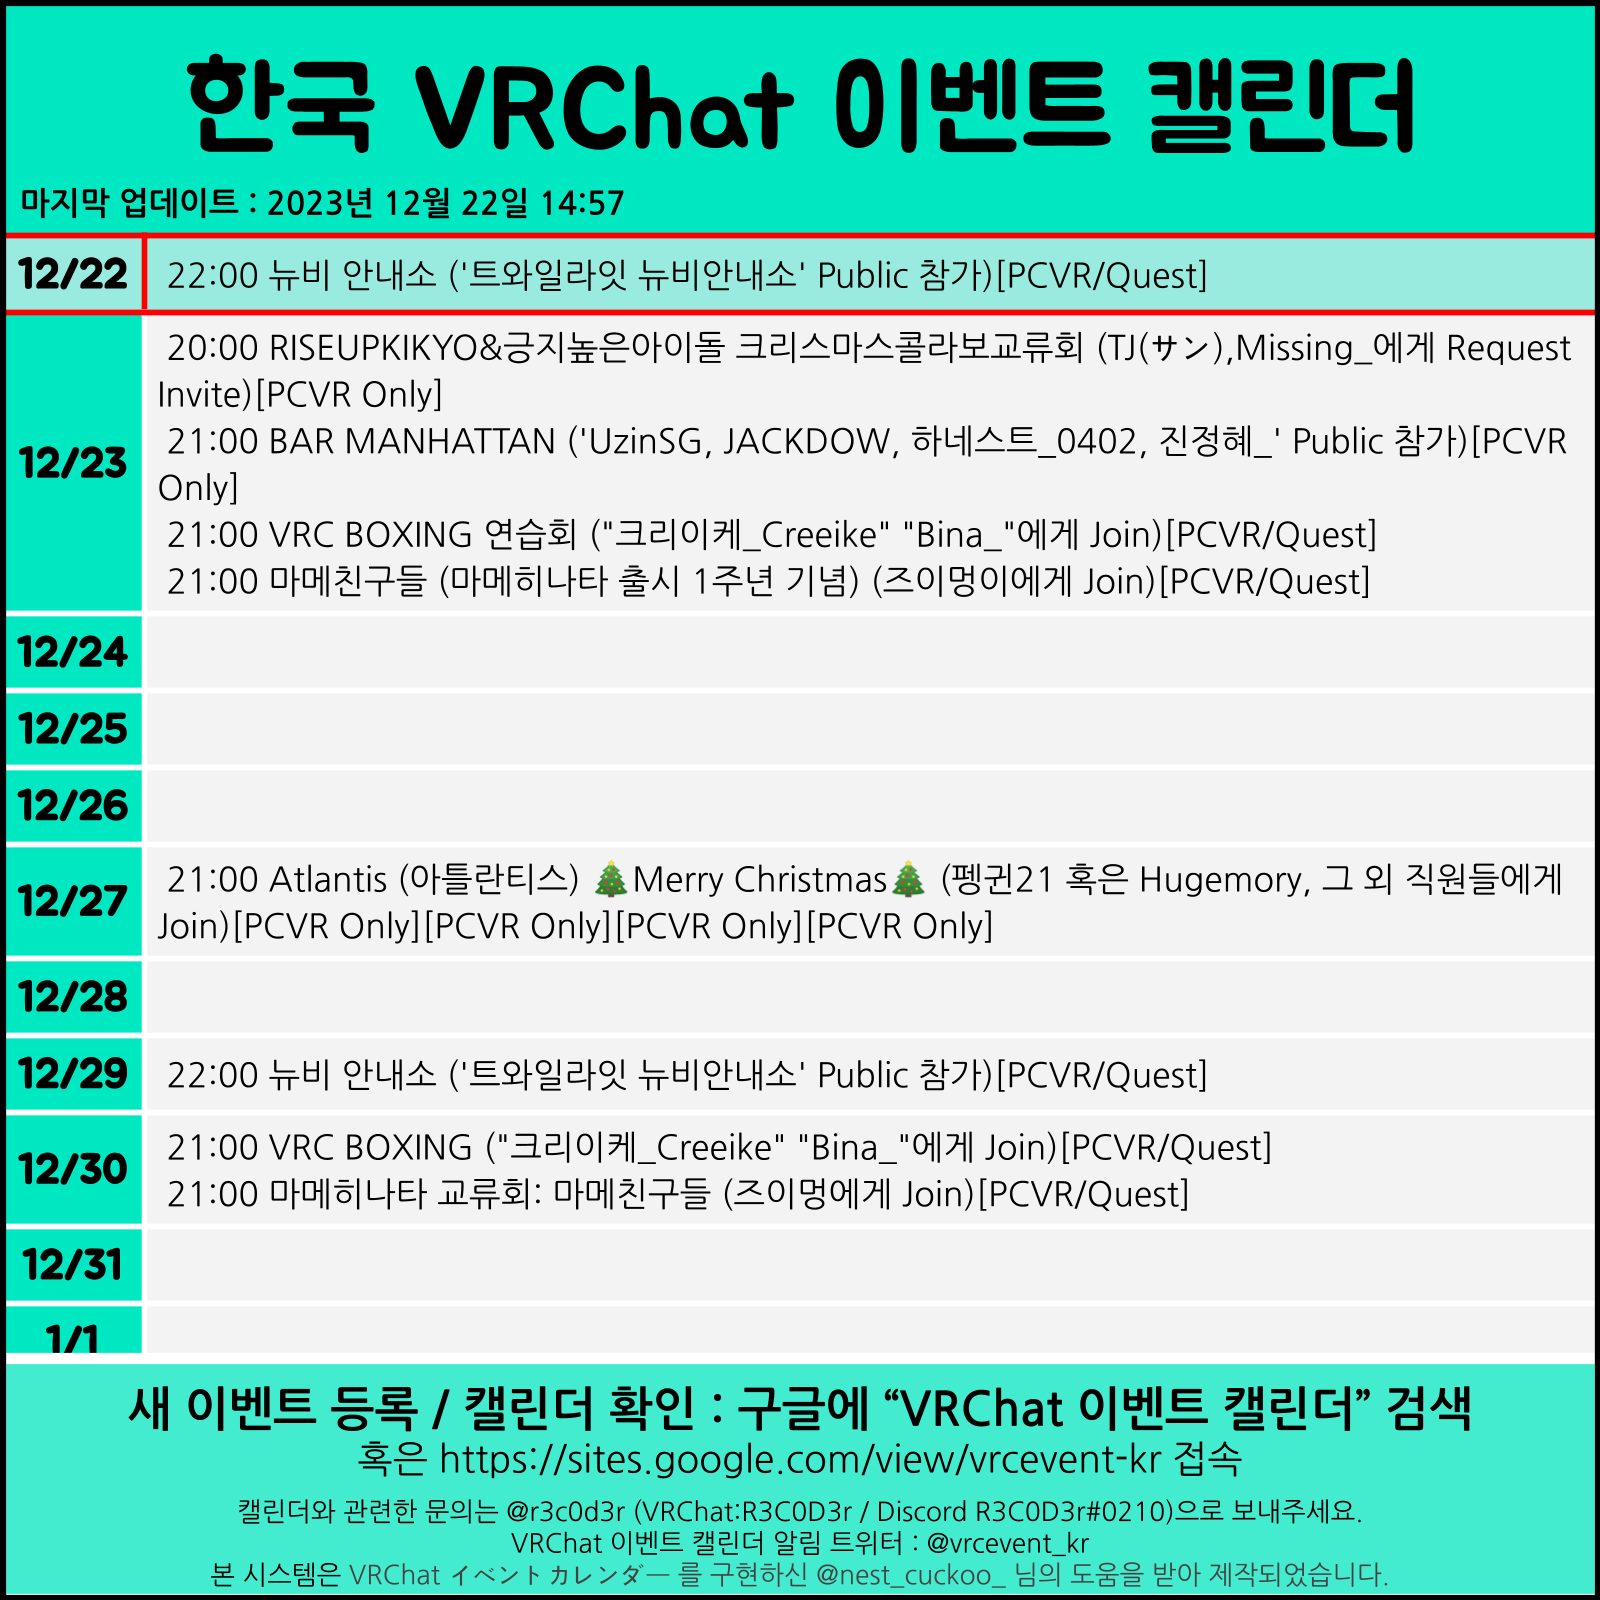 한국 VRChat 이벤트 캘린더
마지막 업데이트 : 2023년 12월 22일 14:57
12/22
22:00 뉴비 안내소 ('트와일라잇 뉴비안내소' Public 참가)[PCVR/Quest]
12/23
20:00 RISEUPKIKYO&긍지높은아이돌 크리스마스콜라보교류회 (TJ(サン),Missing_에게 Request
Invite)[PCVR Only]
21:00 BAR MANHATTAN ('UzinSG, JACKDOW, 하네스트_0402, 진정혜_' Public 참가)[PCVR
Only]
21:00 VRC BOXING 연습회 ("크리이케_Creeike" "Bina_"에게 Join)[PCVR/Quest]
21:00 마메친구들 (마메히나타 출시 1주년 기념) (즈이멍이에게 Join)[PCVR/Quest]
12/24
12/25
12/26
12/27
21:00 Atlantis (아틀란티스) 🎄Merry Christmas🎄 (펭귄21 혹은 Hugemory, 그 외 직원들에게
Join)[PCVR Only][PCVR Only][PCVR Only][PCVR Only]
12/28
12/29
22:00 뉴비 안내소 ('트와일라잇 뉴비안내소' Public 참가)[PCVR/Quest]
12/30
21:00 VRC BOXING ("크리이케_Creeike" "Bina_"에게 Join)[PCVR/Quest]
21:00 마메히나타 교류회: 마메친구들 (즈이멍에게 Join)[PCVR/Quest]
12/31
1/1
새 이벤트 등록 / 캘린더 확인 : 구글에 “VRChat 이벤트 캘린더” 검색
혹은 https://sites.google.com/view/vrcevent-kr 접속
캘린더와 관련한 문의는 @r3c0d3r (VRChat:R3C0D3r / Discord R3C0D3r#0210)으로 보내주세요.
VRChat 이벤트 캘린더 알림 트위터 : @vrcevent_kr
본 시스템은 VRChat イベントカレンダー 를 구현하신 @nest_cuckoo_ 님의 도움을 받아 제작되었습니다.